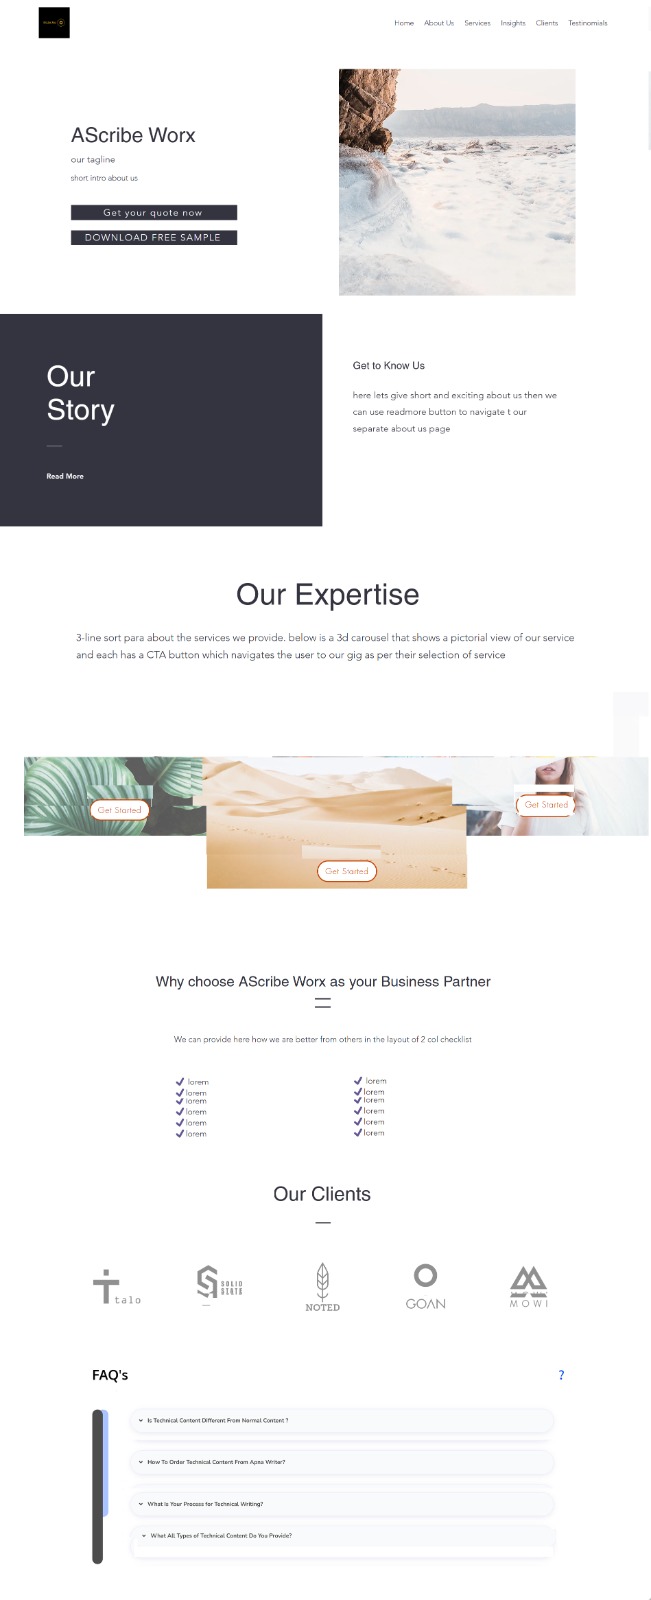 Home About Us Services Insights Clients Testinomials
AScribe Worx
our tagline
short intro about us
Get your quote now
DOWNLOAD FREE SAMPLE
Our
Story
Read More
Get to Know Us
here lets give short and exciting about us then we
can use readmore button to navigate t our
separate about us page
Our Expertise
3-line sort para about the services we provide. below is a 3d carousel that shows a pictorial view of our service
and each has a CTA button which navigates the user to our gig as per their selection of service
Get Started
Get Started
Get Started
Why choose AScribe Worx as your Business Partner
We can provide here how we are better from others in the layout of 2 col checklist
lorem
lorem
lorem
lorem
lorem
lorem
lorem
lorem
lorem
lorem
lorem
lorem
Our Clients
talo
SOLID
STATE
NOTED
GOAN
MOWI
FAQ's
?
Is Technical Content Different From Normal Content ?
How To Order Technical Content From Apna Writer?
What Is Your Process for Technical Writing?
What All Types of Technical Content Do You Provide?